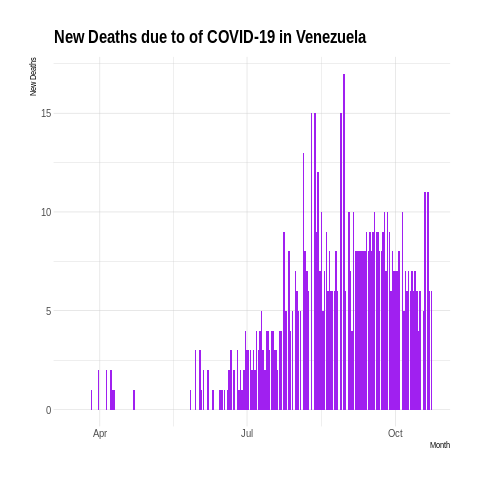 New Deaths due to of COVID-19 in Venezuela
New Deaths
15
10
5
0
Apr
Jul
Oct
Month